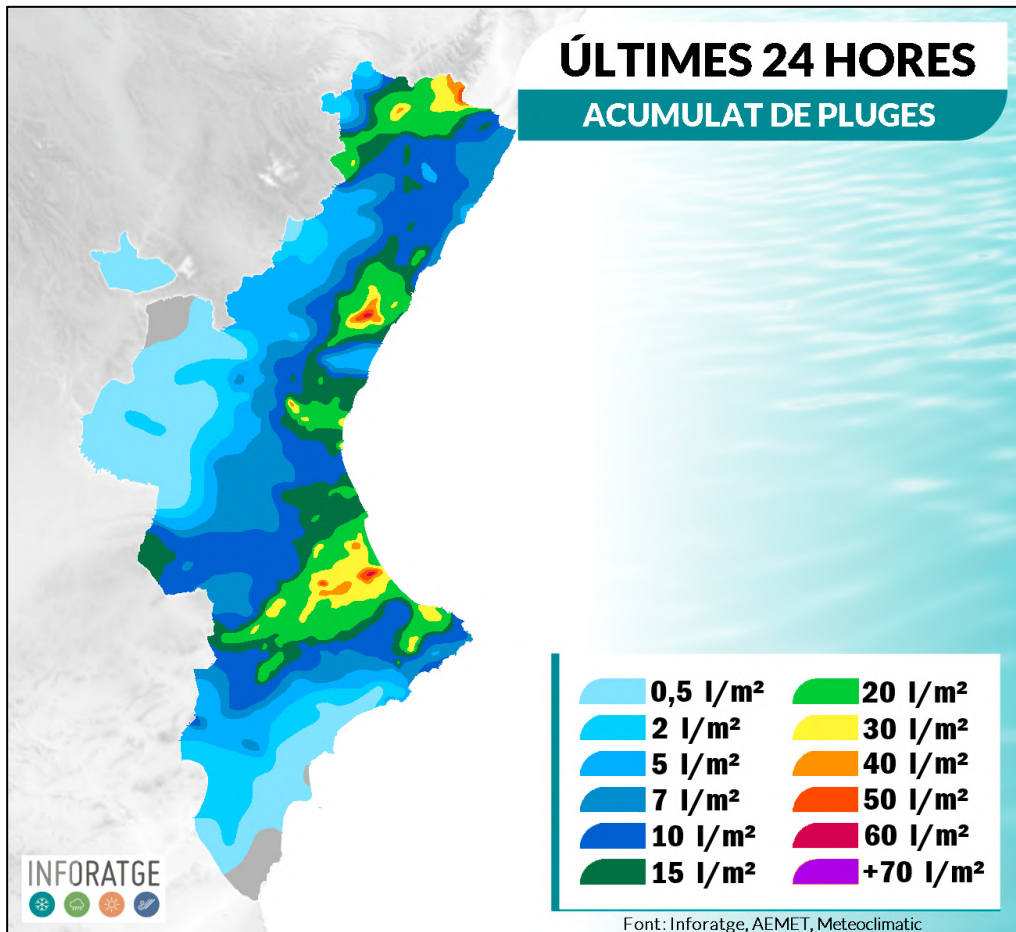 ÚLTIMES 24 HORES
ACUMULAT DE PLUGES
0,5 l/m²
2 l/m²
5 l/m²
7 l/m²
10 l/m²
15 l/m²
20 l/m²
30 l/m²
40 l/m²
50 l/m²
60 l/m²
+70 l/m²
INFORATGE
Font: Inforatge, AEMET, Meteoclimatic